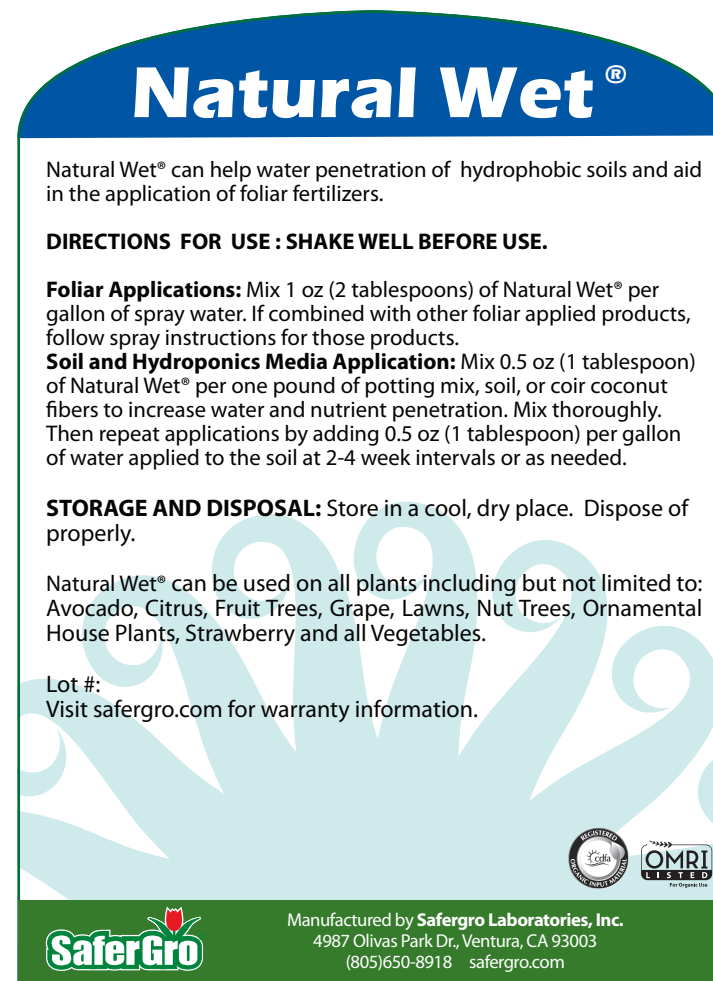 Natural Wet®
Natural Wet® can help water penetration of hydrophobic soils and aid
in the application of foliar fertilizers.
DIRECTIONS FOR USE : SHAKE WELL BEFORE USE.
Foliar Applications: Mix 1 oz (2 tablespoons) of Natural Wet® per
gallon of spray water. If combined with other foliar applied products,
follow spray instructions for those products.
Soil and Hydroponics Media Application: Mix 0.5 oz (1 tablespoon)
of Natural Wet® per one pound of potting mix, soil, or coir coconut
fibers to increase water and nutrient penetration. Mix thoroughly.
Then repeat applications by adding 0.5 oz (1 tablespoon) per gallon
of water applied to the soil at 2-4 week intervals or as needed.
STORAGE AND DISPOSAL: Store in a cool, dry place. Dispose of
properly.
Natural Wet® can be used on all plants including but not limited to:
Avocado, Citrus, Fruit Trees, Grape, Lawns, Nut Trees, Ornamental
House Plants, Strawberry and all Vegetables.
Lot #:
Visit safergro.com for warranty information.
REGISTERED
cdfa
ORGANIC INPUT MATERIAL
OMRI
LISTED
For Organic Use
SaferGro
Manufactured by Safergro Laboratories, Inc.
4987 Olivas Park Dr., Ventura, CA 93003
(805)650-8918 safergro.com